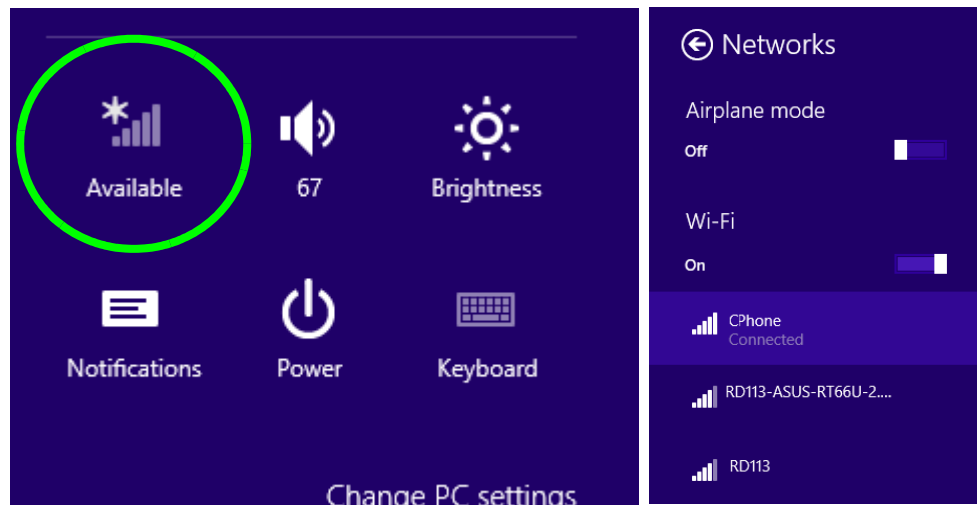 Available
67
Brightness
Notifications
Power
Keyboard
Change PC settings
Networks
Airplane mode
Off
Wi-Fi
On
CPhone
Connected
RD113-ASUS-RT66U-2....
RD113